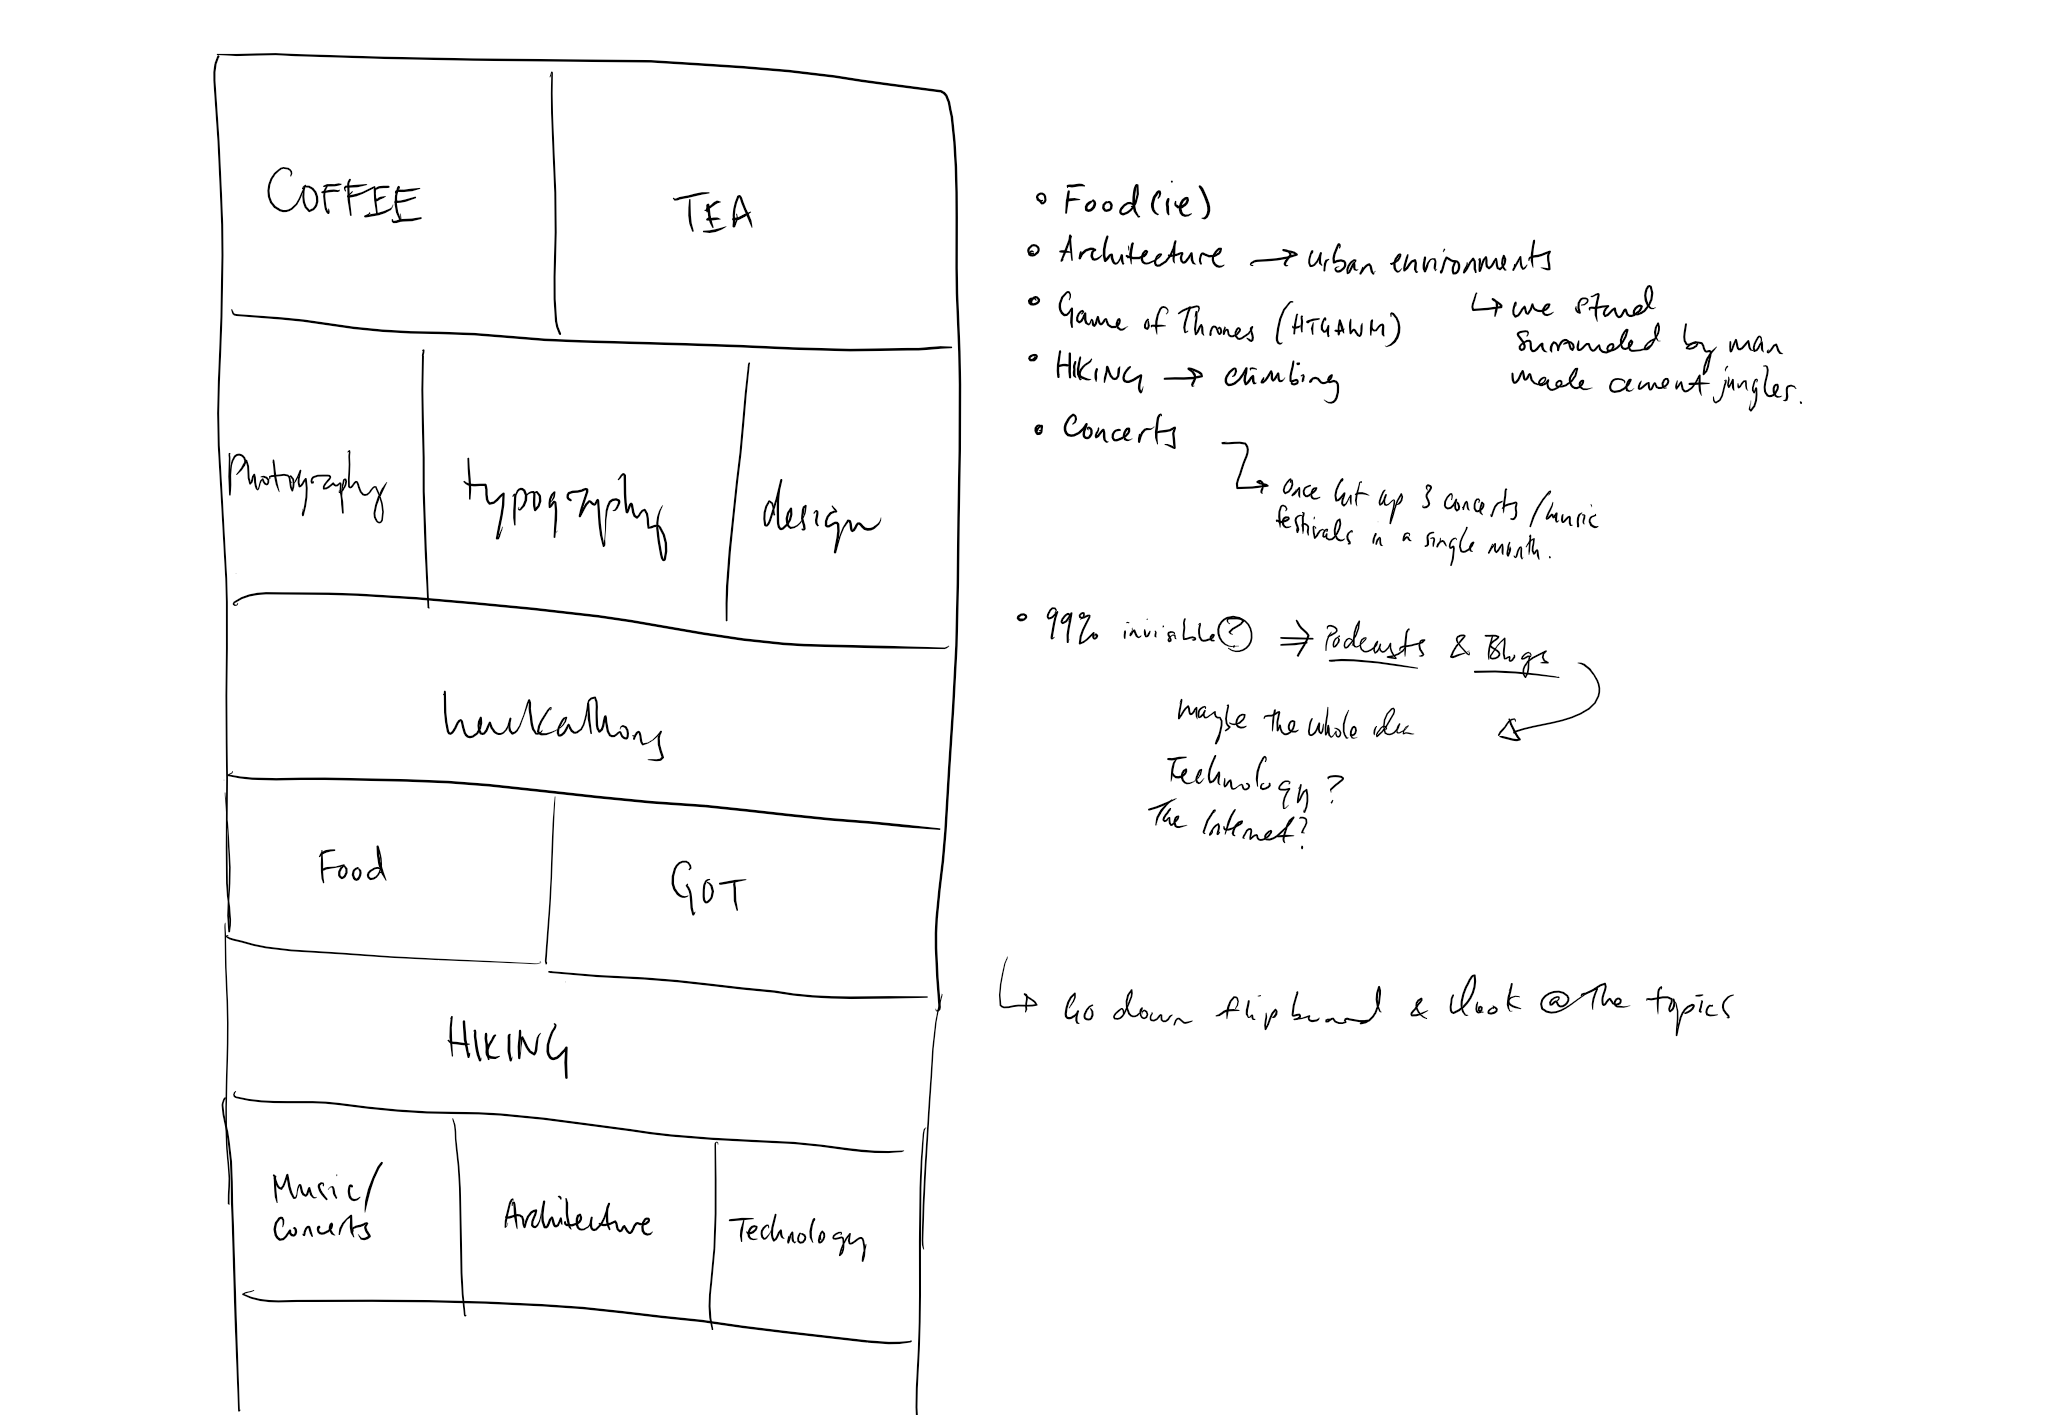 COFFEE
TEA
Photography
typography
design
hackathons
Food
GOT
HIKING
Music/
Concerts
Architecture
Technology
Food(ie)
Architecture → urban environments
↳ we stand
surrounded by man
made cement jungles.
Game of Thrones (HTGAWM)
HIKING → climbing
Concerts
↳ once hit up 3 concerts/music
festivals in a single month.
99% invisible? ⇒ Podcasts & Blogs
maybe the whole idea
Technology?
The Internet?
↳ Go down flipboard & look @ the topics